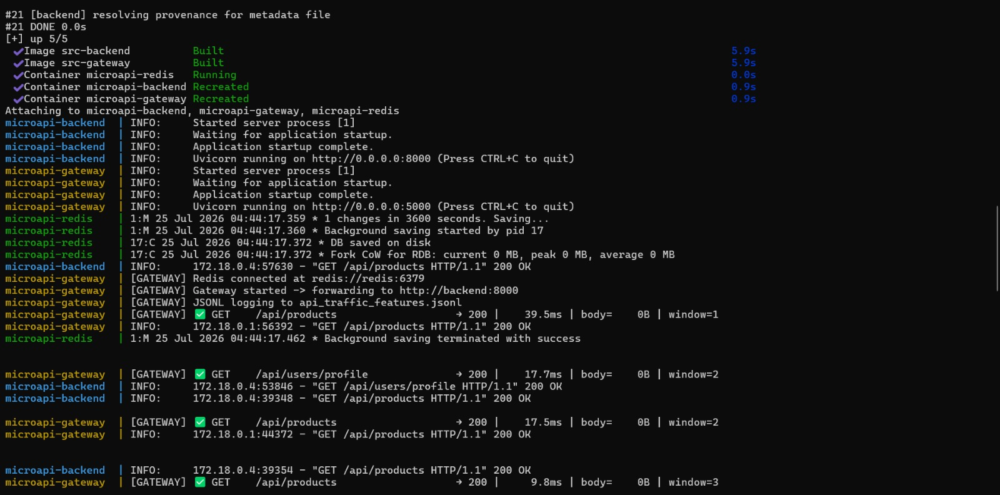 #21 [backend] resolving provenance for metadata file
#21 DONE 0.0s
[+] up 5/5
✔Image src-backend Built 5.9s
✔Image src-gateway Built 5.9s
✔Container microapi-redis Running 0.0s
✔Container microapi-backend Recreated 0.9s
✔Container microapi-gateway Recreated 0.9s
Attaching to microapi-backend, microapi-gateway, microapi-redis
microapi-backend | INFO: Started server process [1]
microapi-backend | INFO: Waiting for application startup.
microapi-backend | INFO: Application startup complete.
microapi-backend | INFO: Uvicorn running on http://0.0.0.0:8000 (Press CTRL+C to quit)
microapi-gateway | INFO: Started server process [1]
microapi-gateway | INFO: Waiting for application startup.
microapi-gateway | INFO: Application startup complete.
microapi-gateway | INFO: Uvicorn running on http://0.0.0.0:5000 (Press CTRL+C to quit)
microapi-redis | 1:M 25 Jul 2026 04:44:17.359 * 1 changes in 3600 seconds. Saving...
microapi-redis | 1:M 25 Jul 2026 04:44:17.360 * Background saving started by pid 17
microapi-redis | 17:C 25 Jul 2026 04:44:17.372 * DB saved on disk
microapi-redis | 17:C 25 Jul 2026 04:44:17.372 * Fork CoW for RDB: current 0 MB, peak 0 MB, average 0 MB
microapi-backend | INFO: 172.18.0.4:57630 - "GET /api/products HTTP/1.1" 200 OK
microapi-gateway | [GATEWAY] Redis connected at redis://redis:6379
microapi-gateway | [GATEWAY] Gateway started -> forwarding to http://backend:8000
microapi-gateway | [GATEWAY] JSONL logging to api_traffic_features.jsonl
microapi-gateway | [GATEWAY] ✅ GET /api/products → 200 | 39.5ms | body= 0B | window=1
microapi-gateway | INFO: 172.18.0.1:56392 - "GET /api/products HTTP/1.1" 200 OK
microapi-redis | 1:M 25 Jul 2026 04:44:17.462 * Background saving terminated with success
microapi-gateway | [GATEWAY] ✅ GET /api/users/profile → 200 | 17.7ms | body= 0B | window=2
microapi-backend | INFO: 172.18.0.4:53846 - "GET /api/users/profile HTTP/1.1" 200 OK
microapi-backend | INFO: 172.18.0.4:39348 - "GET /api/products HTTP/1.1" 200 OK
microapi-gateway | [GATEWAY] ✅ GET /api/products → 200 | 17.5ms | body= 0B | window=2
microapi-gateway | INFO: 172.18.0.1:44372 - "GET /api/products HTTP/1.1" 200 OK
microapi-backend | INFO: 172.18.0.4:39354 - "GET /api/products HTTP/1.1" 200 OK
microapi-gateway | [GATEWAY] ✅ GET /api/products → 200 | 9.8ms | body= 0B | window=3